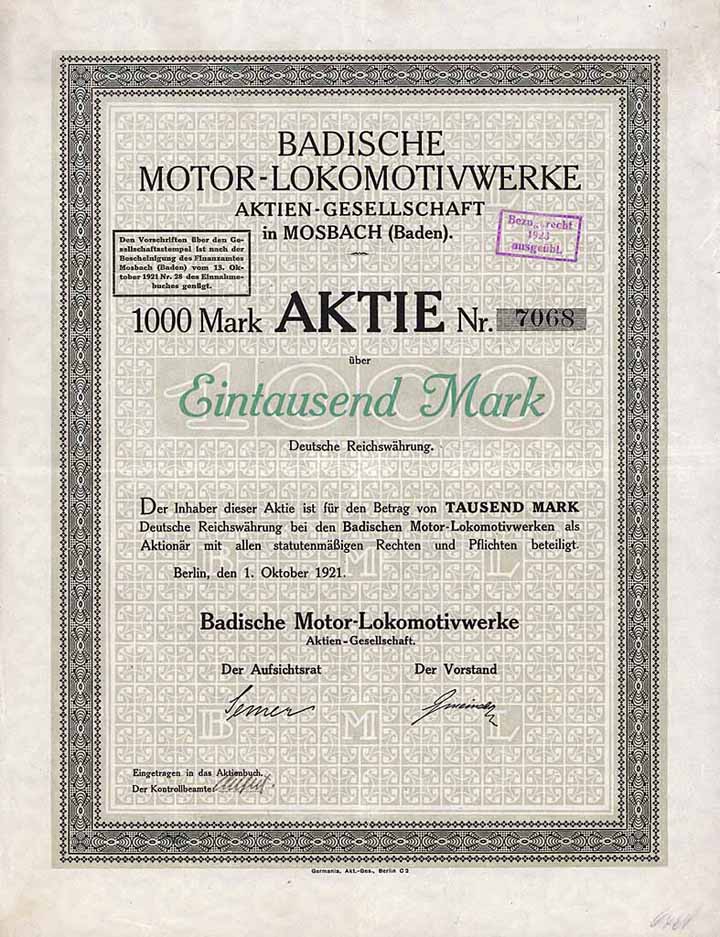 BADISCHE
MOTOR-LOKOMOTIVWERKE
AKTIEN-GESELLSCHAFT
in MOSBACH (Baden).
Bezugsrecht
1923
ausgeübt.
Den Vorschriften über den Ge-
sellschaftsstempel ist nach der
Bescheinigung des Finanzamtes
Mosbach (Baden) vom 13. Ok-
tober 1921 Nr. 28 des Einnahme-
buches genügt.
1000 Mark AKTIE Nr. 7068
über
1000
Eintausend Mark
Deutsche Reichswährung.
Der Inhaber dieser Aktie ist für den Betrag von TAUSEND MARK
Deutsche Reichswährung bei den Badischen Motor-Lokomotivwerken als
Aktionär mit allen statutenmäßigen Rechten und Pflichten beteiligt.
Berlin, den 1. Oktober 1921.
Badische Motor-Lokomotivwerke
Aktien-Gesellschaft.
Der Aufsichtsrat Der Vorstand
B M L
Eingetragen in das Aktienbuch.
Der Kontrollbeamte:
Germania, Akt.-Ges., Berlin C 2